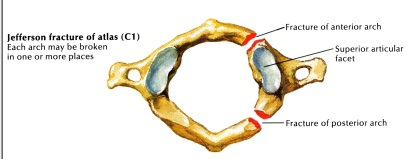 Jefferson fracture of atlas (C1)
Each arch may be broken
in one or more places
Fracture of anterior arch
Superior articular
facet
Fracture of posterior arch